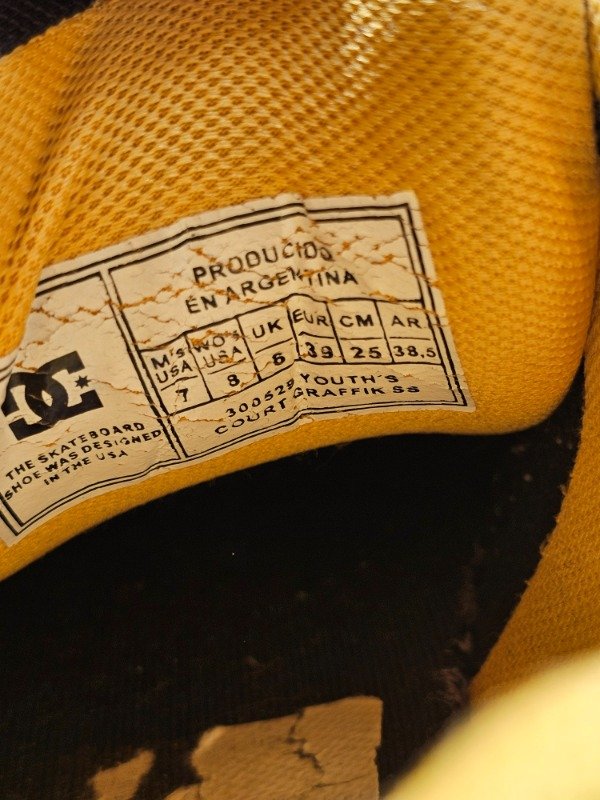 DC
THE SKATEBOARD
SHOE WAS DESIGNED
IN THE USA
PRODUCIDO
EN ARGENTINA
M's USA WO's USA UK EUR CM AR
7 8 6 39 25 38.5
300529 YOUTH'S
COURT GRAFFIK SS